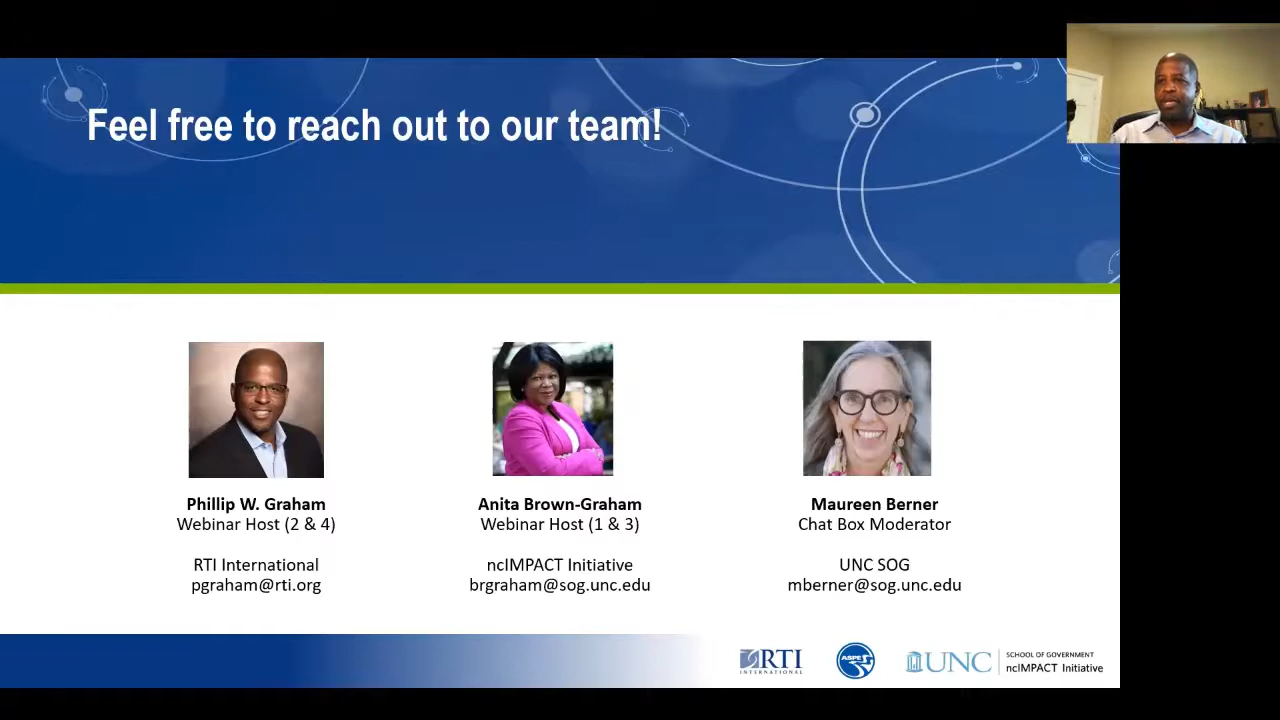 Feel free to reach out to our team!
Phillip W. Graham
Webinar Host (2 & 4)
RTI International
pgraham@rti.org
Anita Brown-Graham
Webinar Host (1 & 3)
ncIMPACT Initiative
brgraham@sog.unc.edu
Maureen Berner
Chat Box Moderator
UNC SOG
mberner@sog.unc.edu
RTI
INTERNATIONAL
ASPE
UNC
SCHOOL OF GOVERNMENT
ncIMPACT Initiative